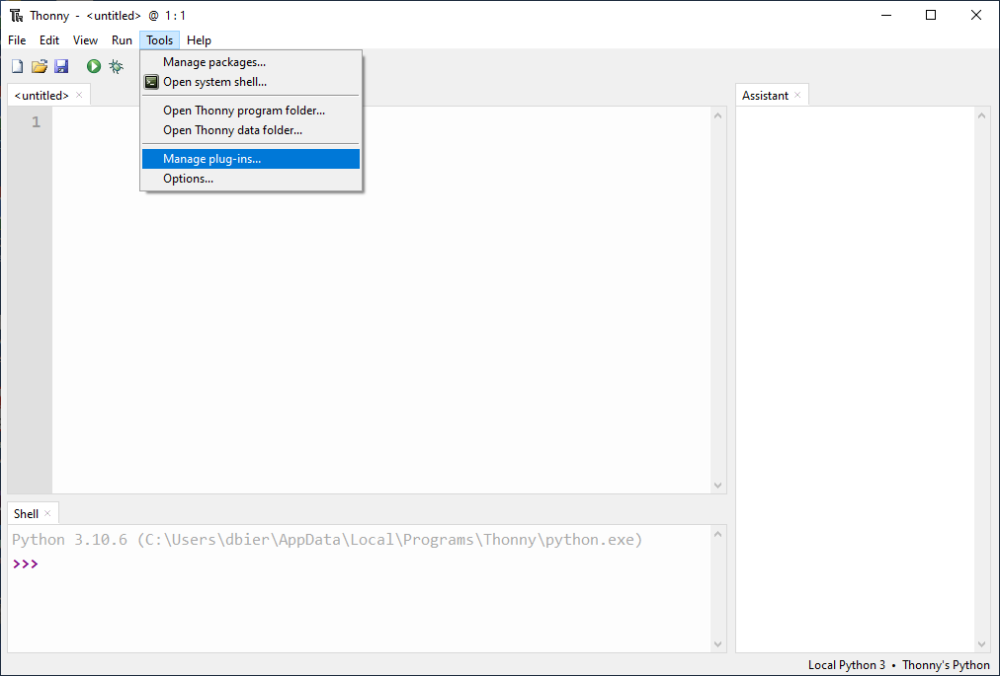 Thonny - <untitled> @ 1 : 1
File Edit View Run Tools Help
Manage packages...
Open system shell...
Open Thonny program folder...
Open Thonny data folder...
Manage plug-ins...
Options...
<untitled> ×
1
Assistant ×
Shell ×
Python 3.10.6 (C:\Users\dbier\AppData\Local\Programs\Thonny\python.exe)
>>>
Local Python 3 • Thonny's Python